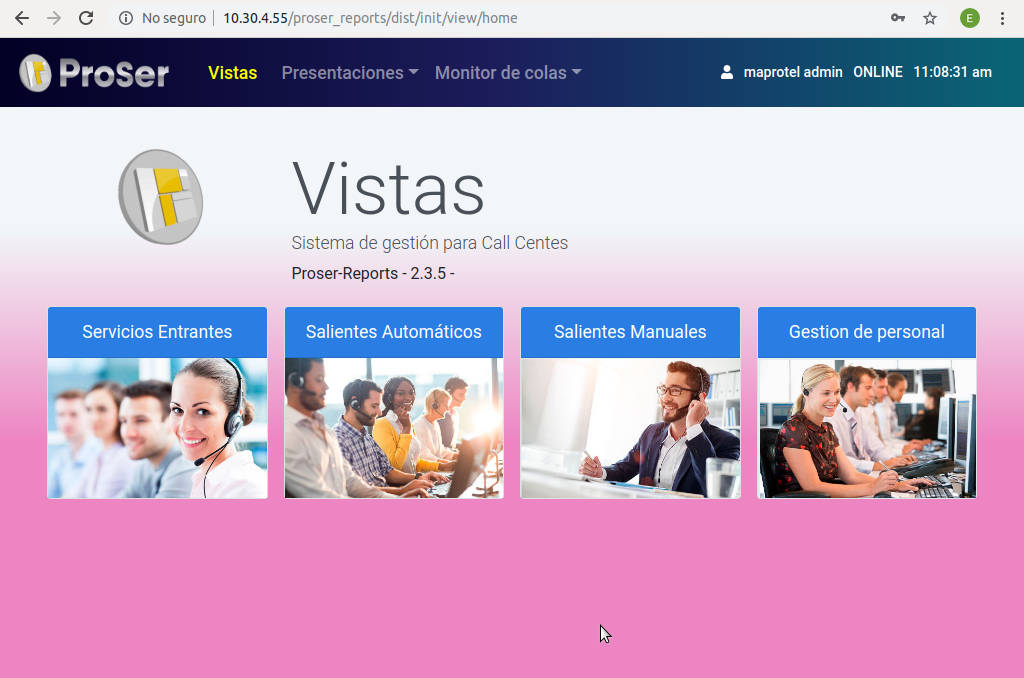 No seguro | 10.30.4.55/proser_reports/dist/init/view/home
E
ProSer Vistas Presentaciones Monitor de colas maprotel admin ONLINE 11:08:31 am
Vistas
Sistema de gestión para Call Centes
Proser-Reports - 2.3.5 -
Servicios Entrantes
Salientes Automáticos
Salientes Manuales
Gestion de personal